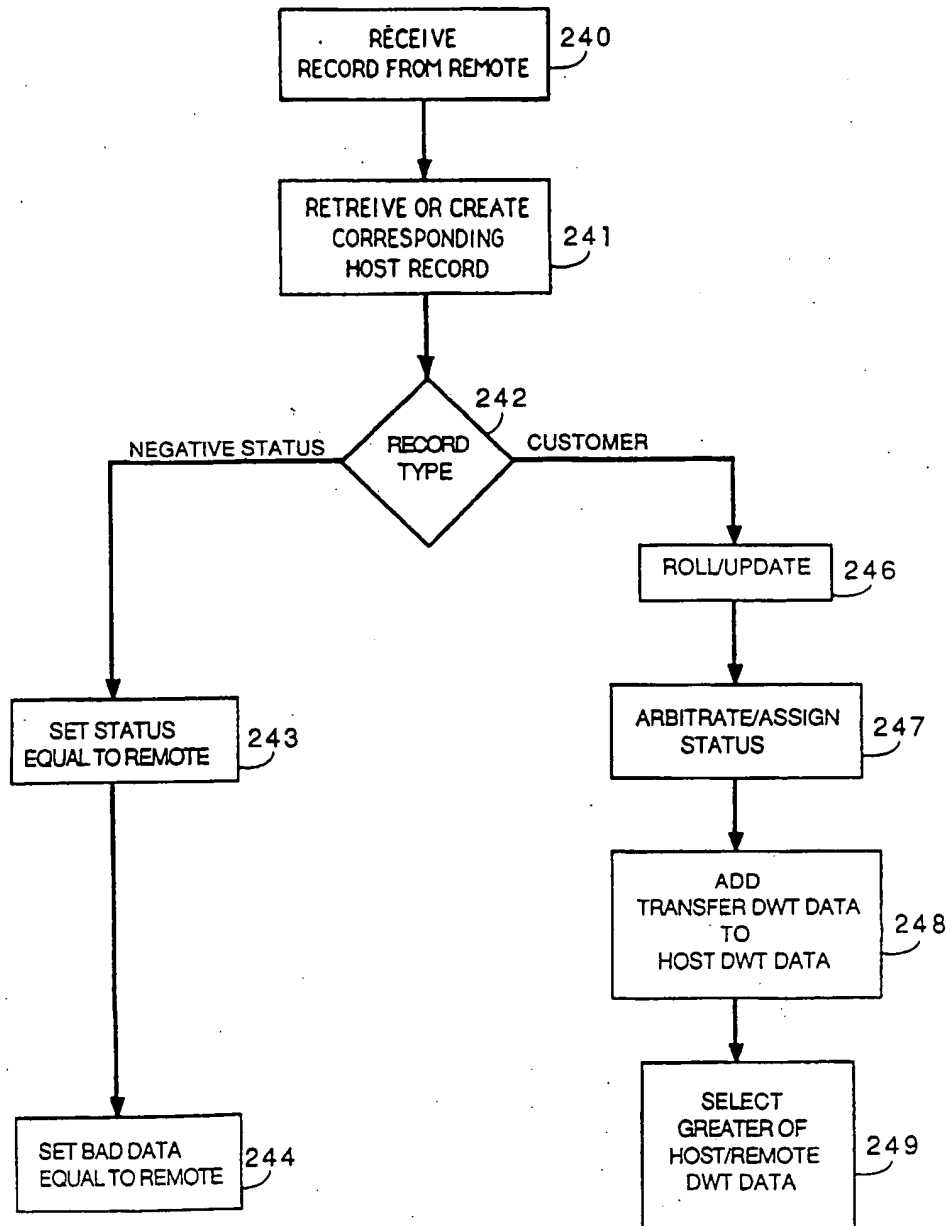 RECEIVE
RECORD FROM REMOTE
240
RETREIVE OR CREATE
CORRESPONDING
HOST RECORD
241
242
RECORD
TYPE
NEGATIVE STATUS
CUSTOMER
ROLL/UPDATE
246
SET STATUS
EQUAL TO REMOTE
243
ARBITRATE/ASSIGN
STATUS
247
ADD
TRANSFER DWT DATA
TO
HOST DWT DATA
248
SET BAD DATA
EQUAL TO REMOTE
244
SELECT
GREATER OF
HOST/REMOTE
DWT DATA
249